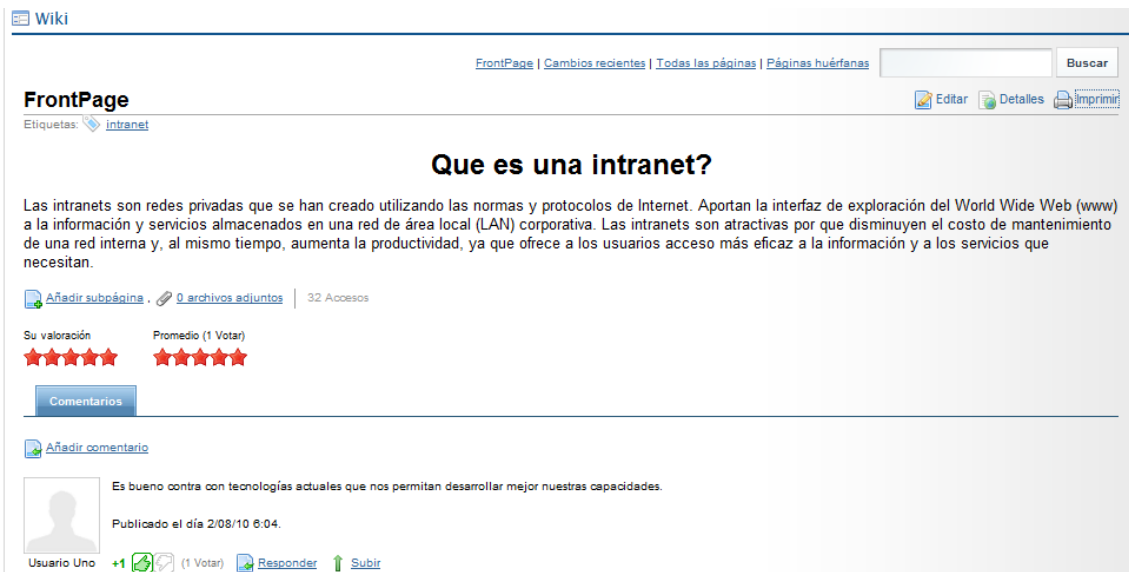 Wiki
FrontPage | Cambios recientes | Todas las páginas | Páginas huérfanas
Buscar
FrontPage
Editar Detalles Imprimir
Etiquetas: intranet
Que es una intranet?
Las intranets son redes privadas que se han creado utilizando las normas y protocolos de Internet. Aportan la interfaz de exploración del World Wide Web (www)
a la información y servicios almacenados en una red de área local (LAN) corporativa. Las intranets son atractivas por que disminuyen el costo de mantenimiento
de una red interna y, al mismo tiempo, aumenta la productividad, ya que ofrece a los usuarios acceso más eficaz a la información y a los servicios que
necesitan.
Añadir subpágina . 0 archivos adjuntos | 32 Accesos
Su valoración Promedio (1 Votar)
Comentarios
Añadir comentario
Es bueno contra con tecnologías actuales que nos permitan desarrollar mejor nuestras capacidades.
Publicado el día 2/08/10 6:04.
Usuario Uno +1 (1 Votar) Responder Subir